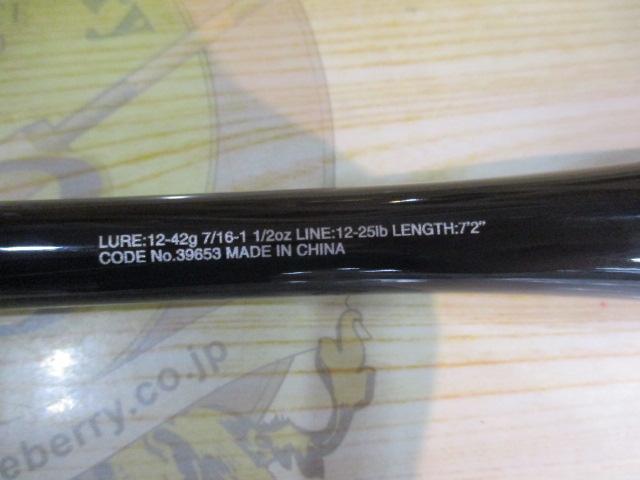 LURE:12-42g 7/16-1 1/2oz LINE:12-25lb LENGTH:7'2"
CODE No.39653 MADE IN CHINA
eberry.co.jp